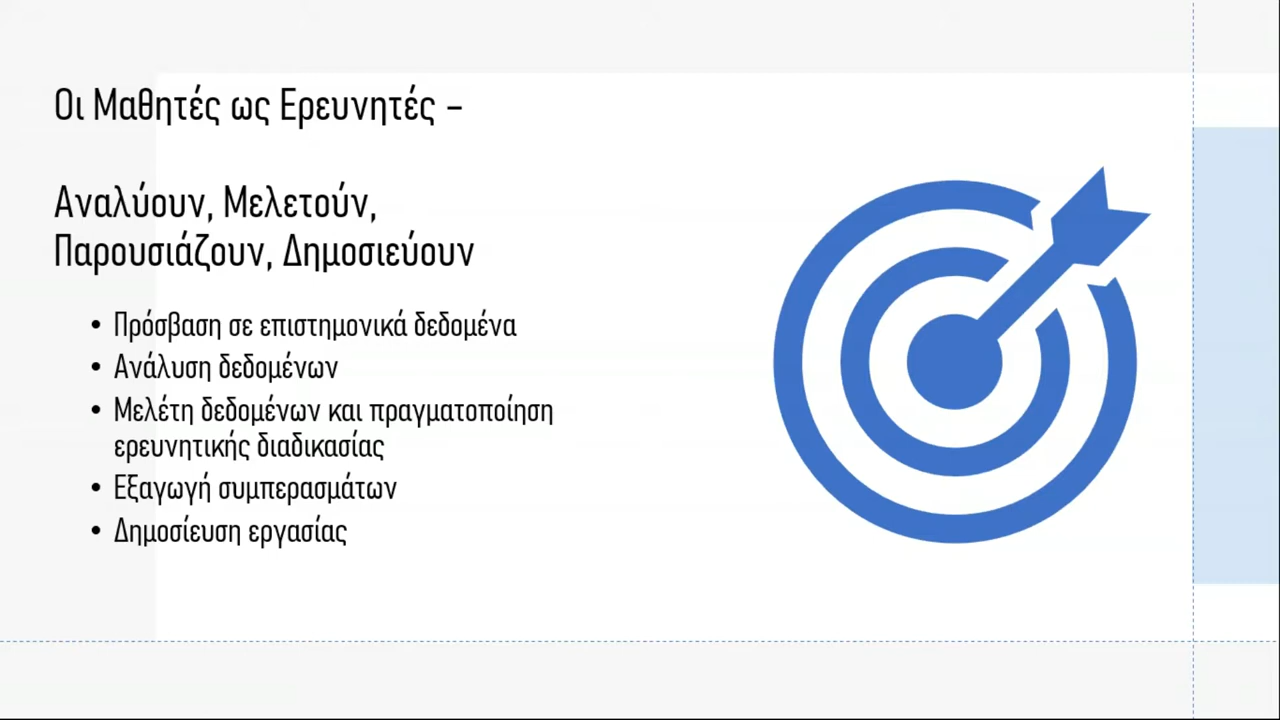 Οι Μαθητές ως Ερευνητές –
Αναλύουν, Μελετούν,
Παρουσιάζουν, Δημοσιεύουν
• Πρόσβαση σε επιστημονικά δεδομένα
• Ανάλυση δεδομένων
• Μελέτη δεδομένων και πραγματοποίηση
ερευνητικής διαδικασίας
• Εξαγωγή συμπερασμάτων
• Δημοσίευση εργασίας